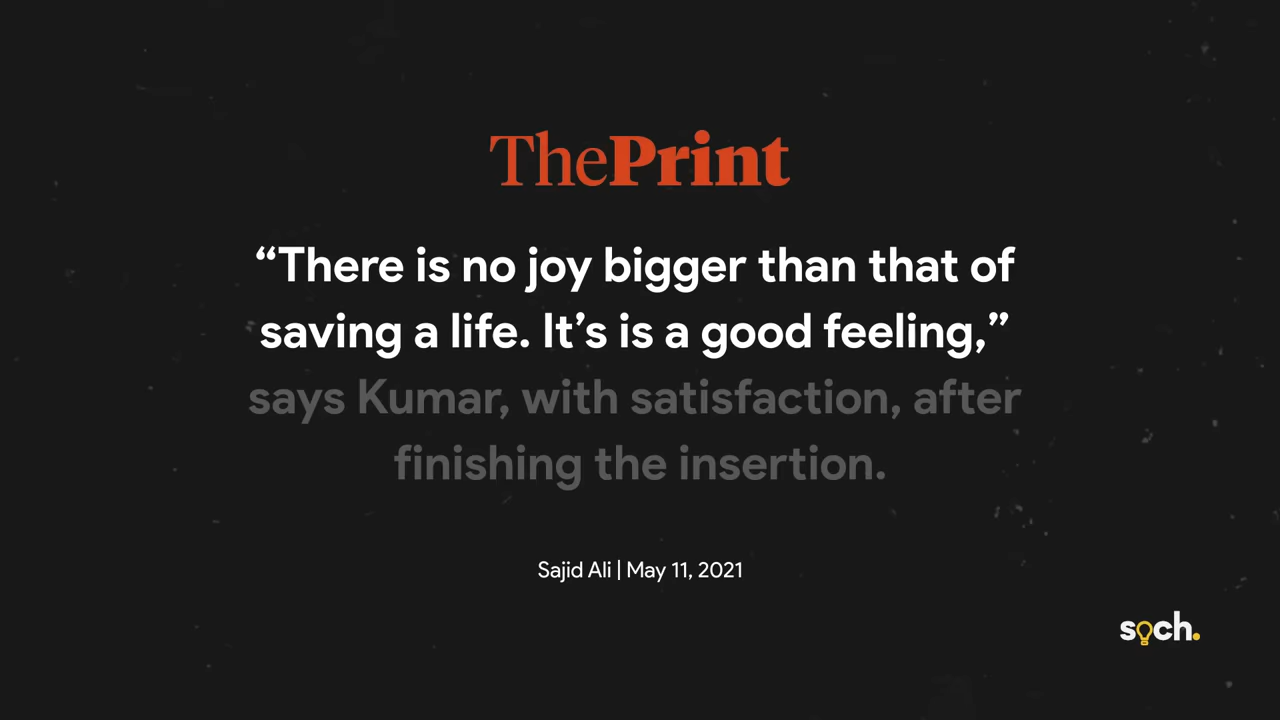 ThePrint
“There is no joy bigger than that of
saving a life. It’s is a good feeling,”
says Kumar, with satisfaction, after
finishing the insertion.
Sajid Ali | May 11, 2021
soch.